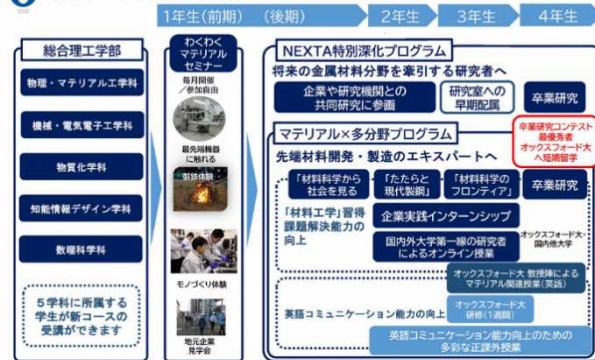 1年生(前期)
(後期)
2年生
3年生
4年生
総合理工学部
物理・マテリアル工学科
機械・電気電子工学科
物質化学科
知能情報デザイン学科
数理科学科
5学科に所属する
学生が新コースの
受講ができます
わくわく
マテリアル
セミナー
毎月開催
/参加自由
最先端機器
に触れる
製鉄体験
モノづくり体験
地元企業
見学会
NEXTA特別深化プログラム
将来の金属材料分野を牽引する研究者へ
企業や研究機関との
共同研究に参画
研究室への
早期配属
卒業研究
卒業研究コンテスト
最優秀者
オックスフォード大
へ短期留学
マテリアル×多分野プログラム
先端材料開発・製造のエキスパートへ
「材料科学から
社会を見る
「たたらと
現代製鋼」
「材料科学の
フロンティア」
卒業研究
「材料工学」習得
課題解決能力の
向上
企業実践インターンシップ
国内外大学第一線の研究者
によるオンライン授業
オックスフォード大・
国内他大学
オックスフォード大 教授陣による
マテリアル関連授業(英語)
英語コミュニケーション能力の向上
オックスフォード大
研修(1週間)
英語コミュニケーション能力向上のための
多彩な正課外授業